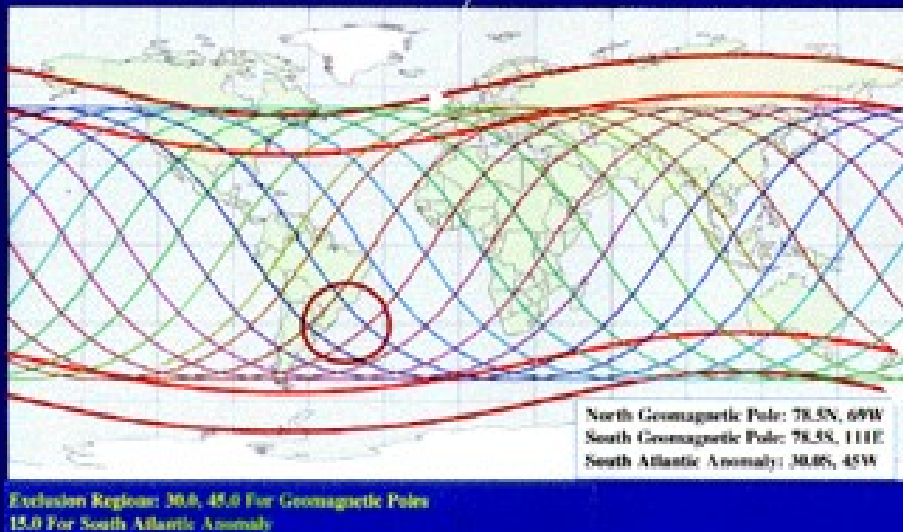 North Geomagnetic Pole: 78.5N, 69W
South Geomagnetic Pole: 78.5S, 111E
South Atlantic Anomaly: 30.0S, 45W
Exclusion Regions: 30.0, 45.0 For Geomagnetic Poles
15.0 For South Atlantic Anomaly